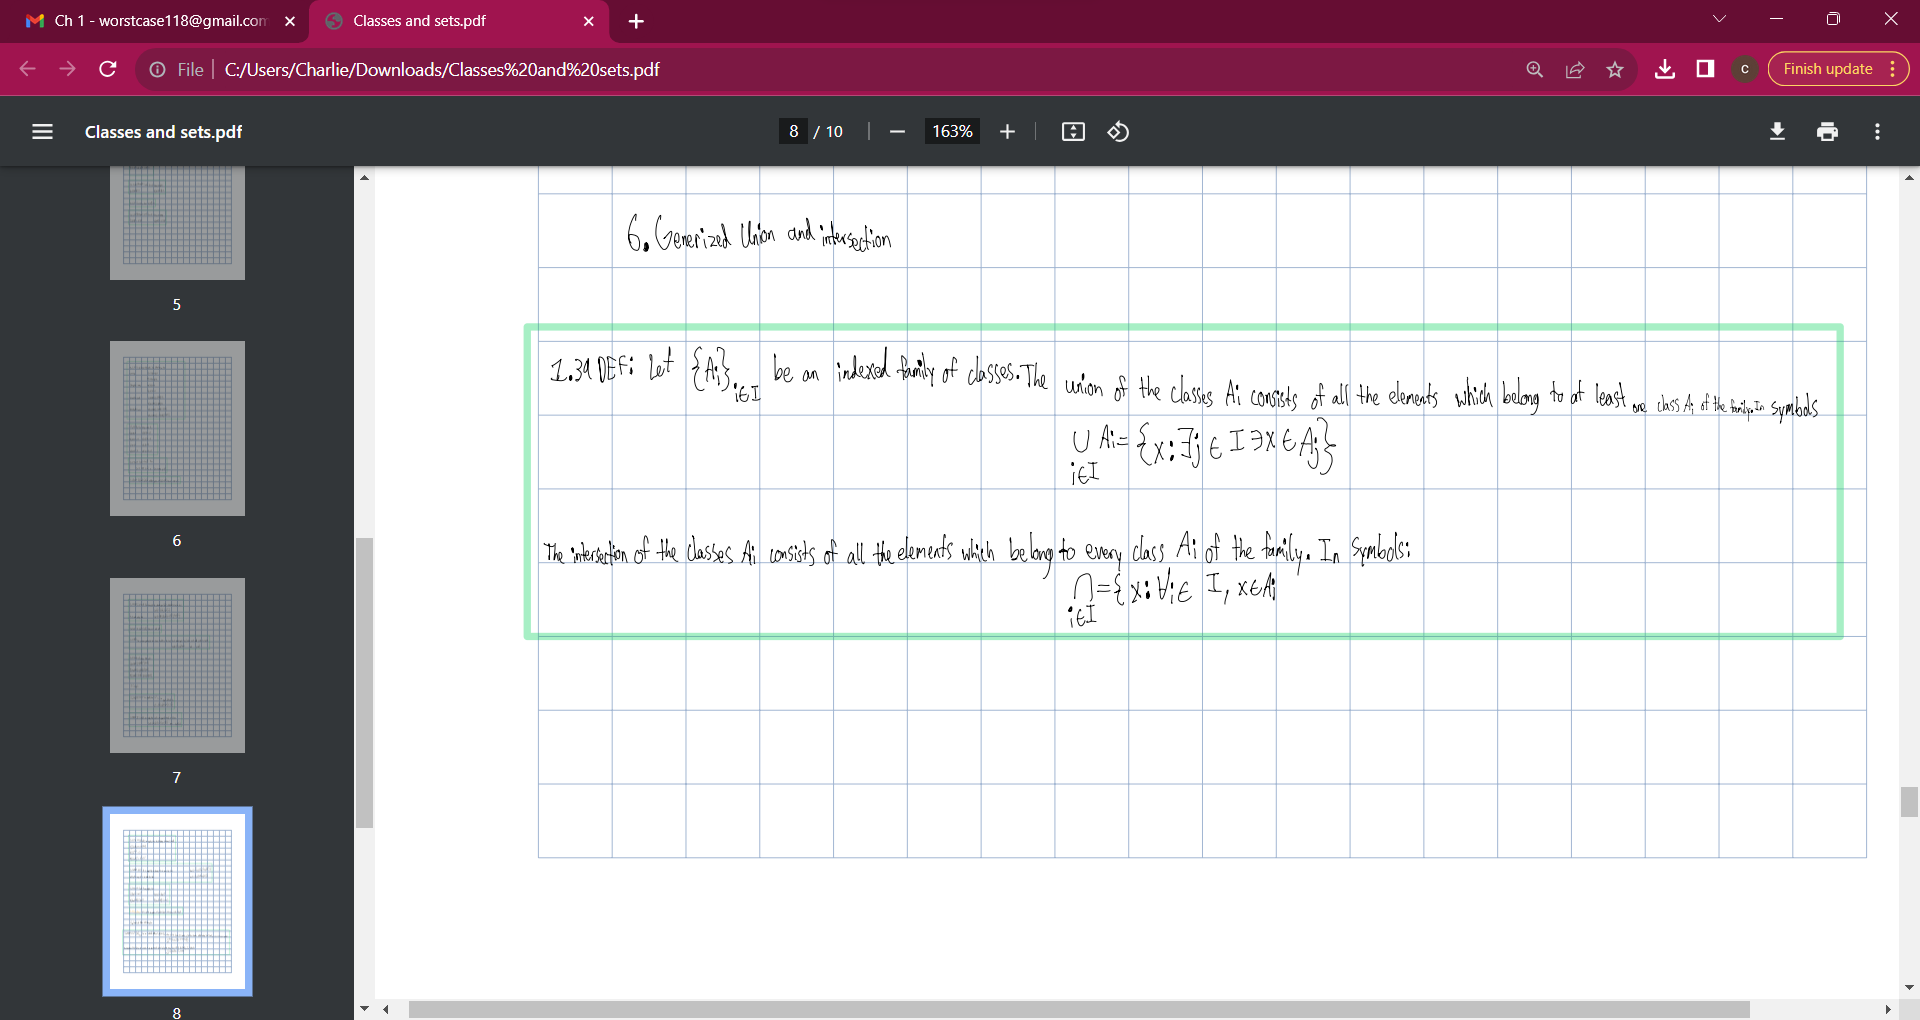 Ch 1 - worstcase118@gmail.com
Classes and sets.pdf
File
C:/Users/Charlie/Downloads/Classes%20and%20sets.pdf
C
Finish update
Classes and sets.pdf
8 / 10
163%
5
6
7
8
6. Generized Union and intersection
1.39 DEF: Let {Ai} i∈I be an indexed family of classes. The union of the classes Ai consists of all the elements which belong to at least one class Ai of the family. In symbols
∪ Ai = {x: ∃j ∈ I ∋ x ∈ Aj}
i∈I
The intersection of the classes Ai consists of all the elements which belong to every class Ai of the family. In Symbols:
∩ = { x: ∀i ∈ I, x∈Ai
i∈I